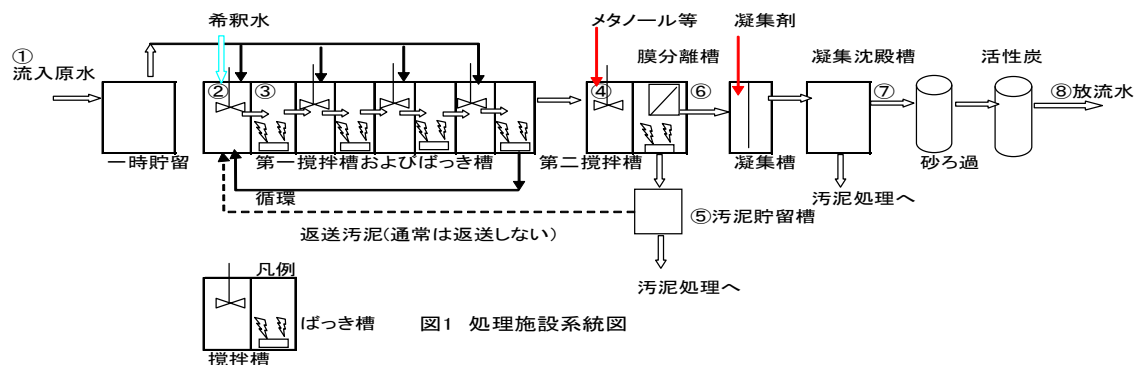 希釈水
メタノール等
凝集剤
①
流入原水
膜分離槽
凝集沈殿槽
活性炭
②
③
④
⑥
⑦
⑧放流水
一時貯留
第一撹拌槽およびばっき槽
第二撹拌槽
凝集槽
砂ろ過
循環
汚泥処理へ
⑤汚泥貯留槽
返送汚泥(通常は返送しない)
汚泥処理へ
凡例
ばっき槽
図1 処理施設系統図
撹拌槽